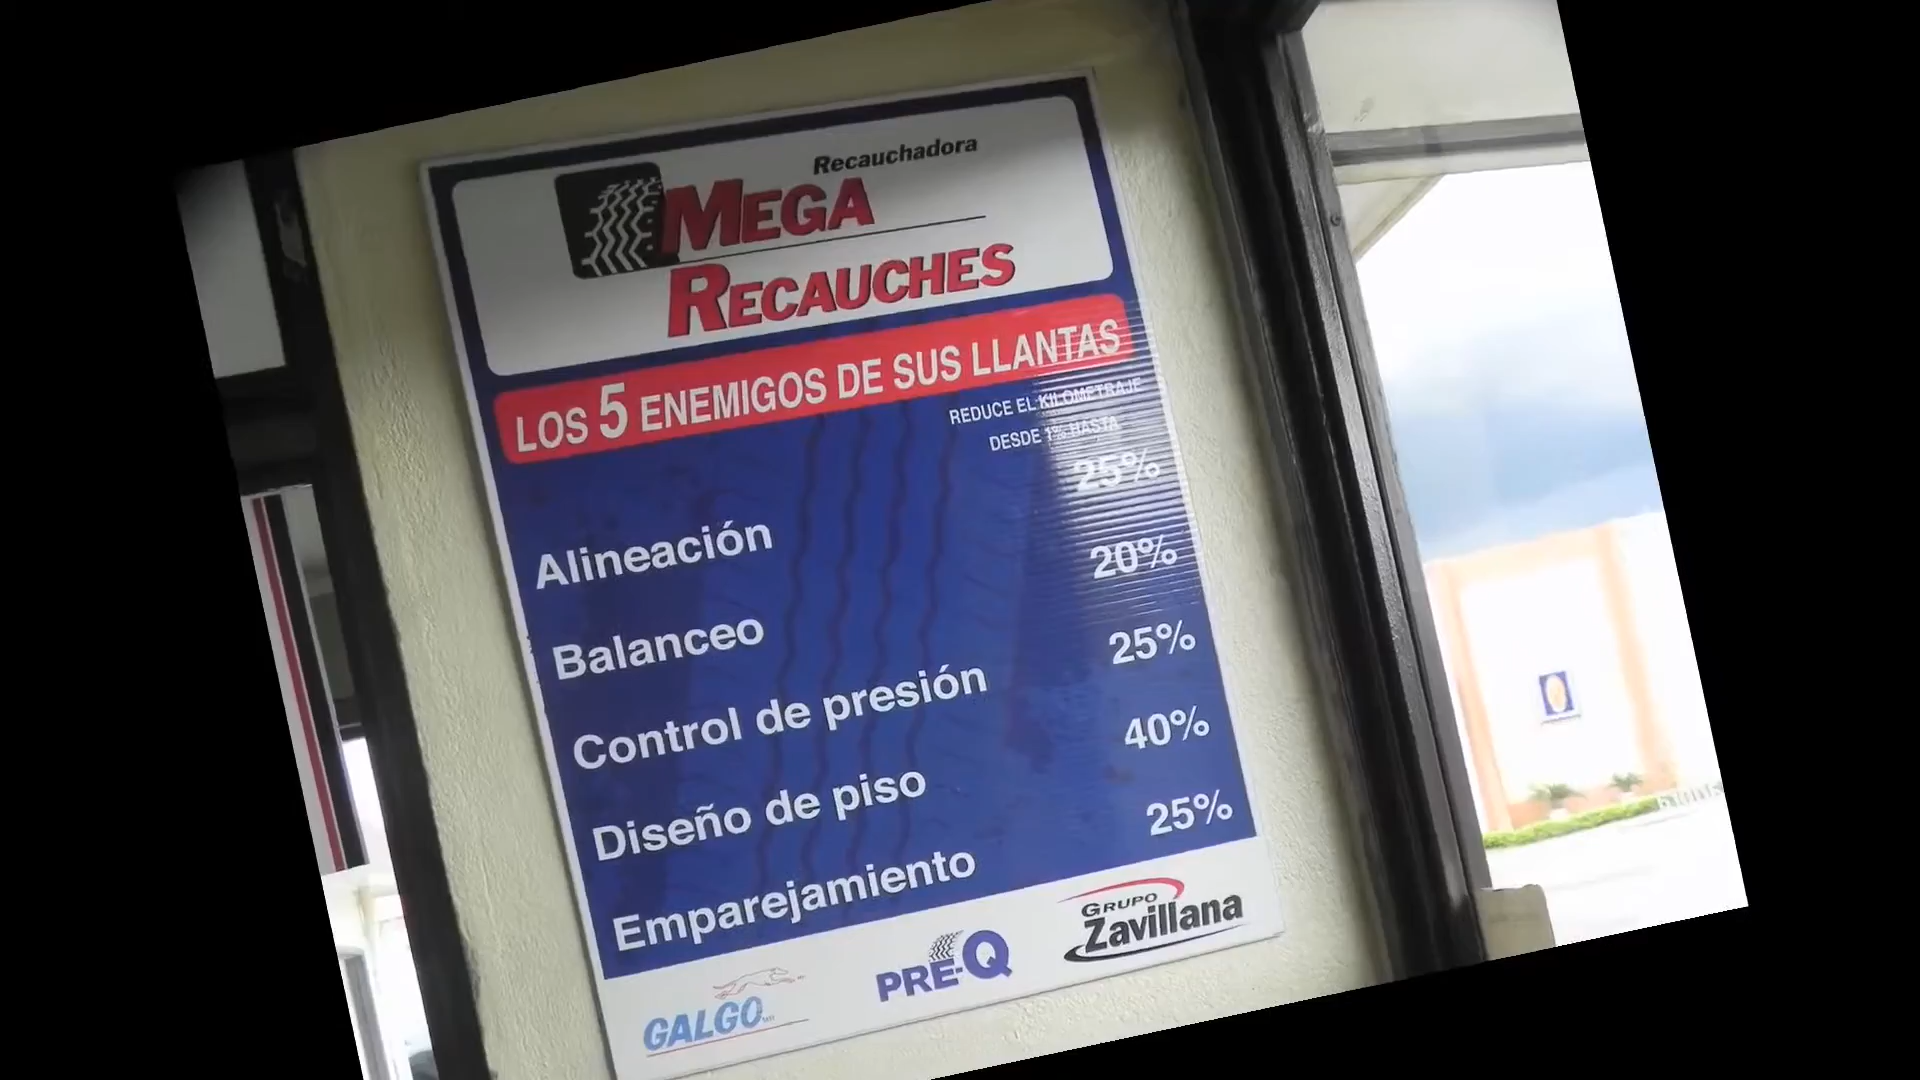 Recauchadora
MEGA
RECAUCHES
LOS 5 ENEMIGOS DE SUS LLANTAS
REDUCE EL KILOMETRAJE
DESDE 1% HASTA
Alineación 25%
Balanceo 20%
Control de presión 25%
Diseño de piso 40%
Emparejamiento 25%
GALGO
PRE-Q
GRUPO
Zavillana